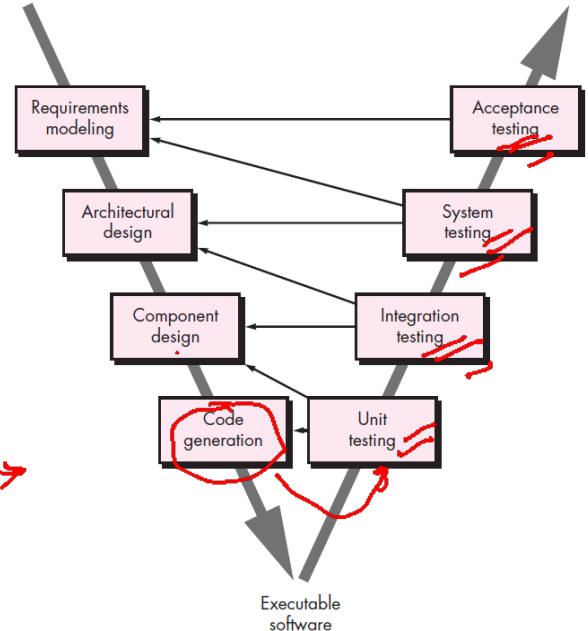 Requirements
modeling
Acceptance
testing
Architectural
design
System
testing
Component
design
Integration
testing
Code
generation
Unit
testing
Executable
software